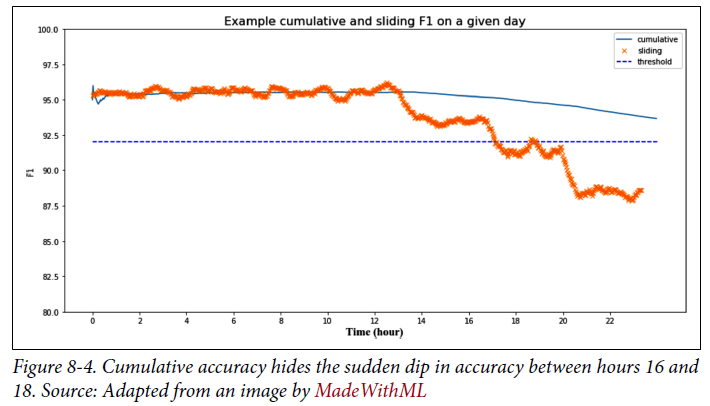 Example cumulative and sliding F1 on a given day
100.0
97.5
95.0
92.5
90.0
87.5
85.0
82.5
80.0
F1
cumulative
sliding
threshold
0 2 4 6 8 10 12 14 16 18 20 22
Time (hour)
Figure 8-4. Cumulative accuracy hides the sudden dip in accuracy between hours 16 and
18. Source: Adapted from an image by MadeWithML